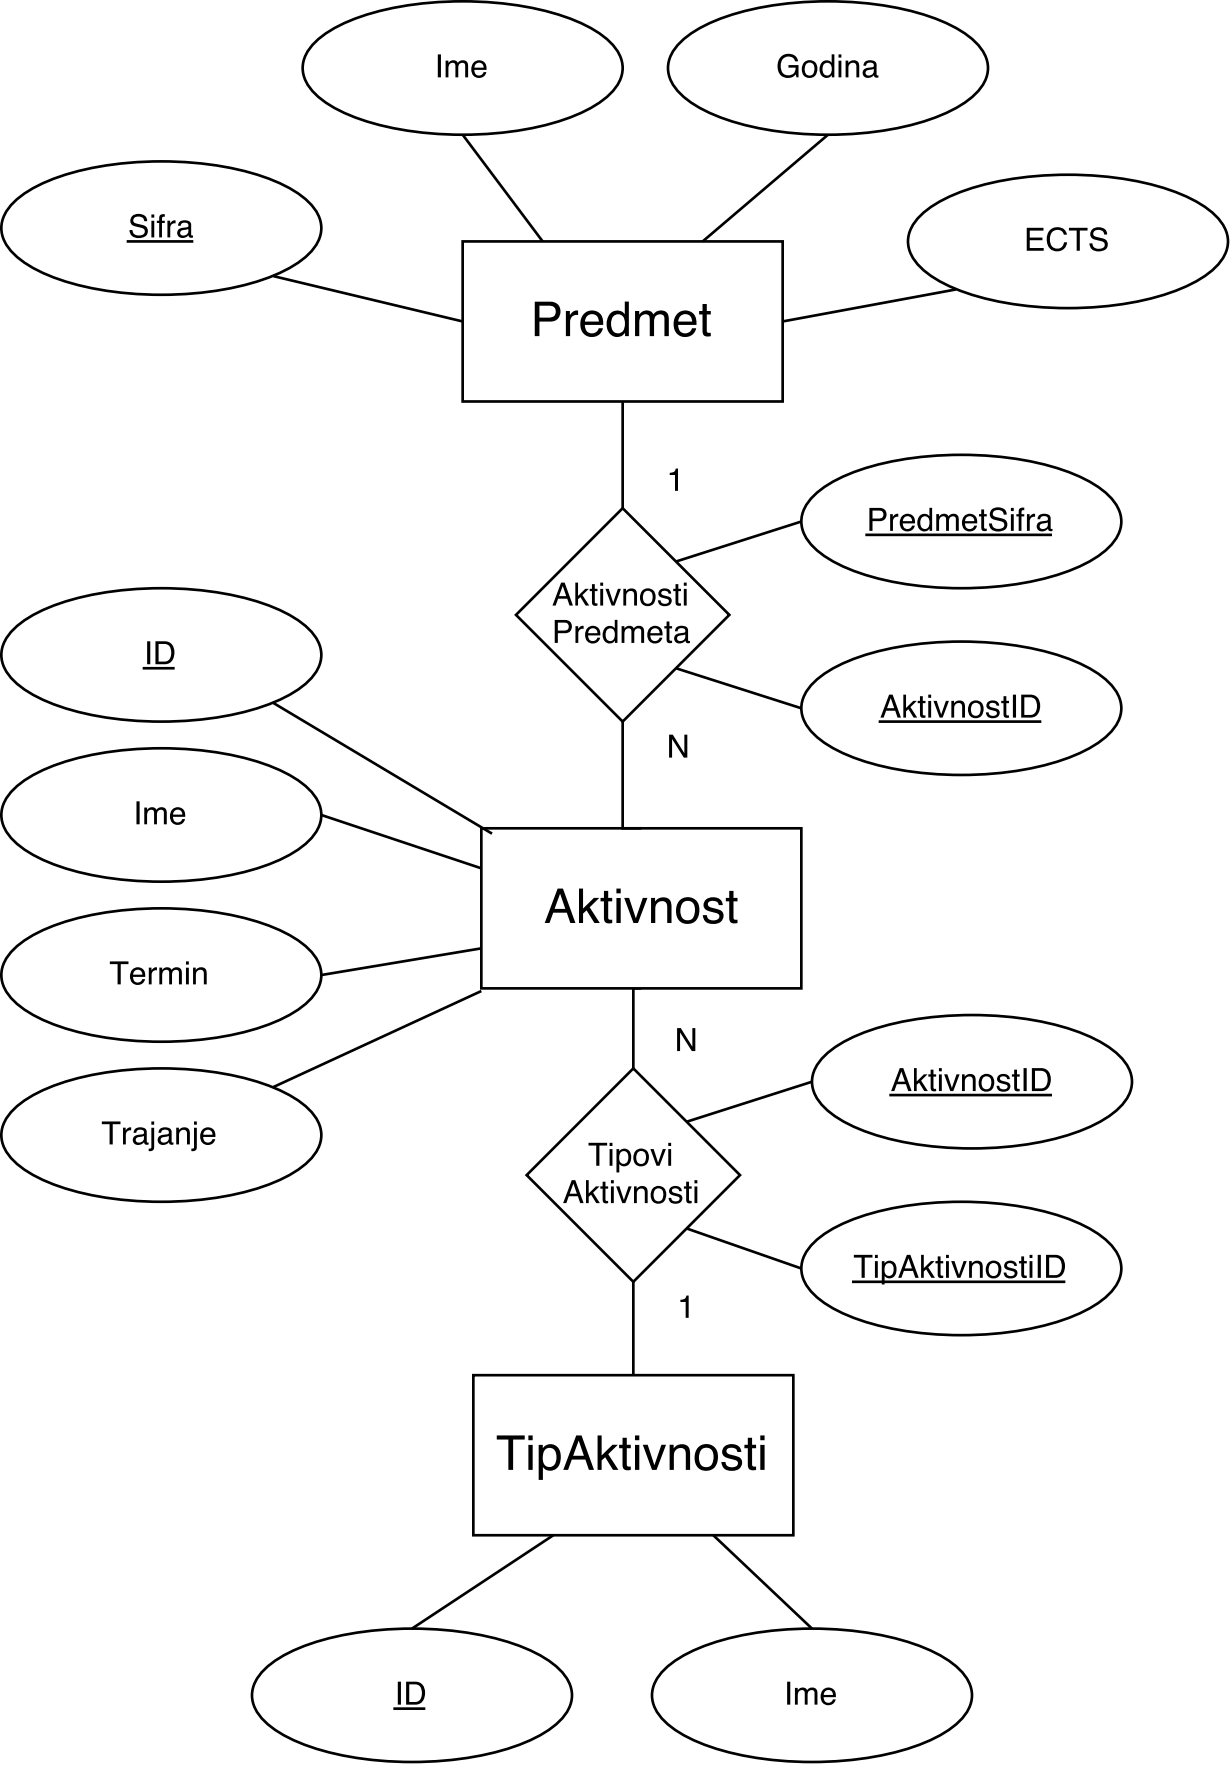 Ime
Godina
Sifra
ECTS
Predmet
1
PredmetSifra
Aktivnosti
Predmeta
ID
AktivnostID
N
Ime
Aktivnost
Termin
N
AktivnostID
Trajanje
Tipovi
Aktivnosti
TipAktivnostiID
1
TipAktivnosti
ID
Ime